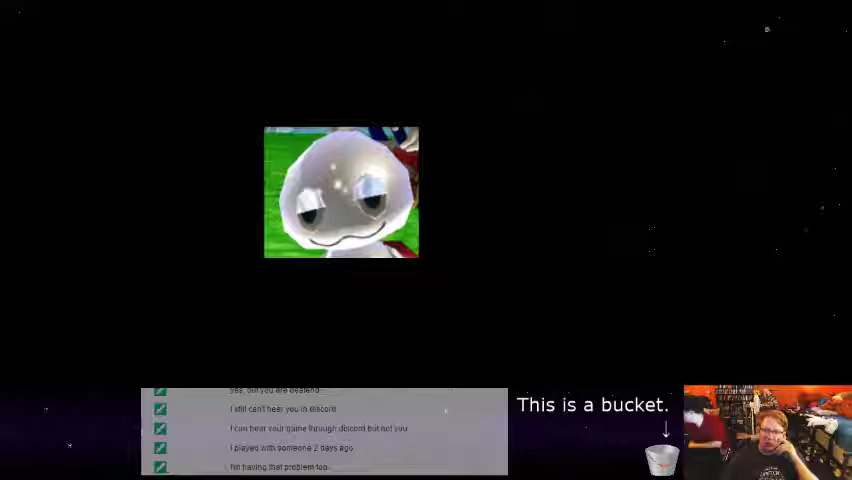 yes, but you are deafend
I still can't hear you in discord
I can hear your game through discord but not you
I played with someone 2 days ago
I'm having that problem too.
This is a bucket.